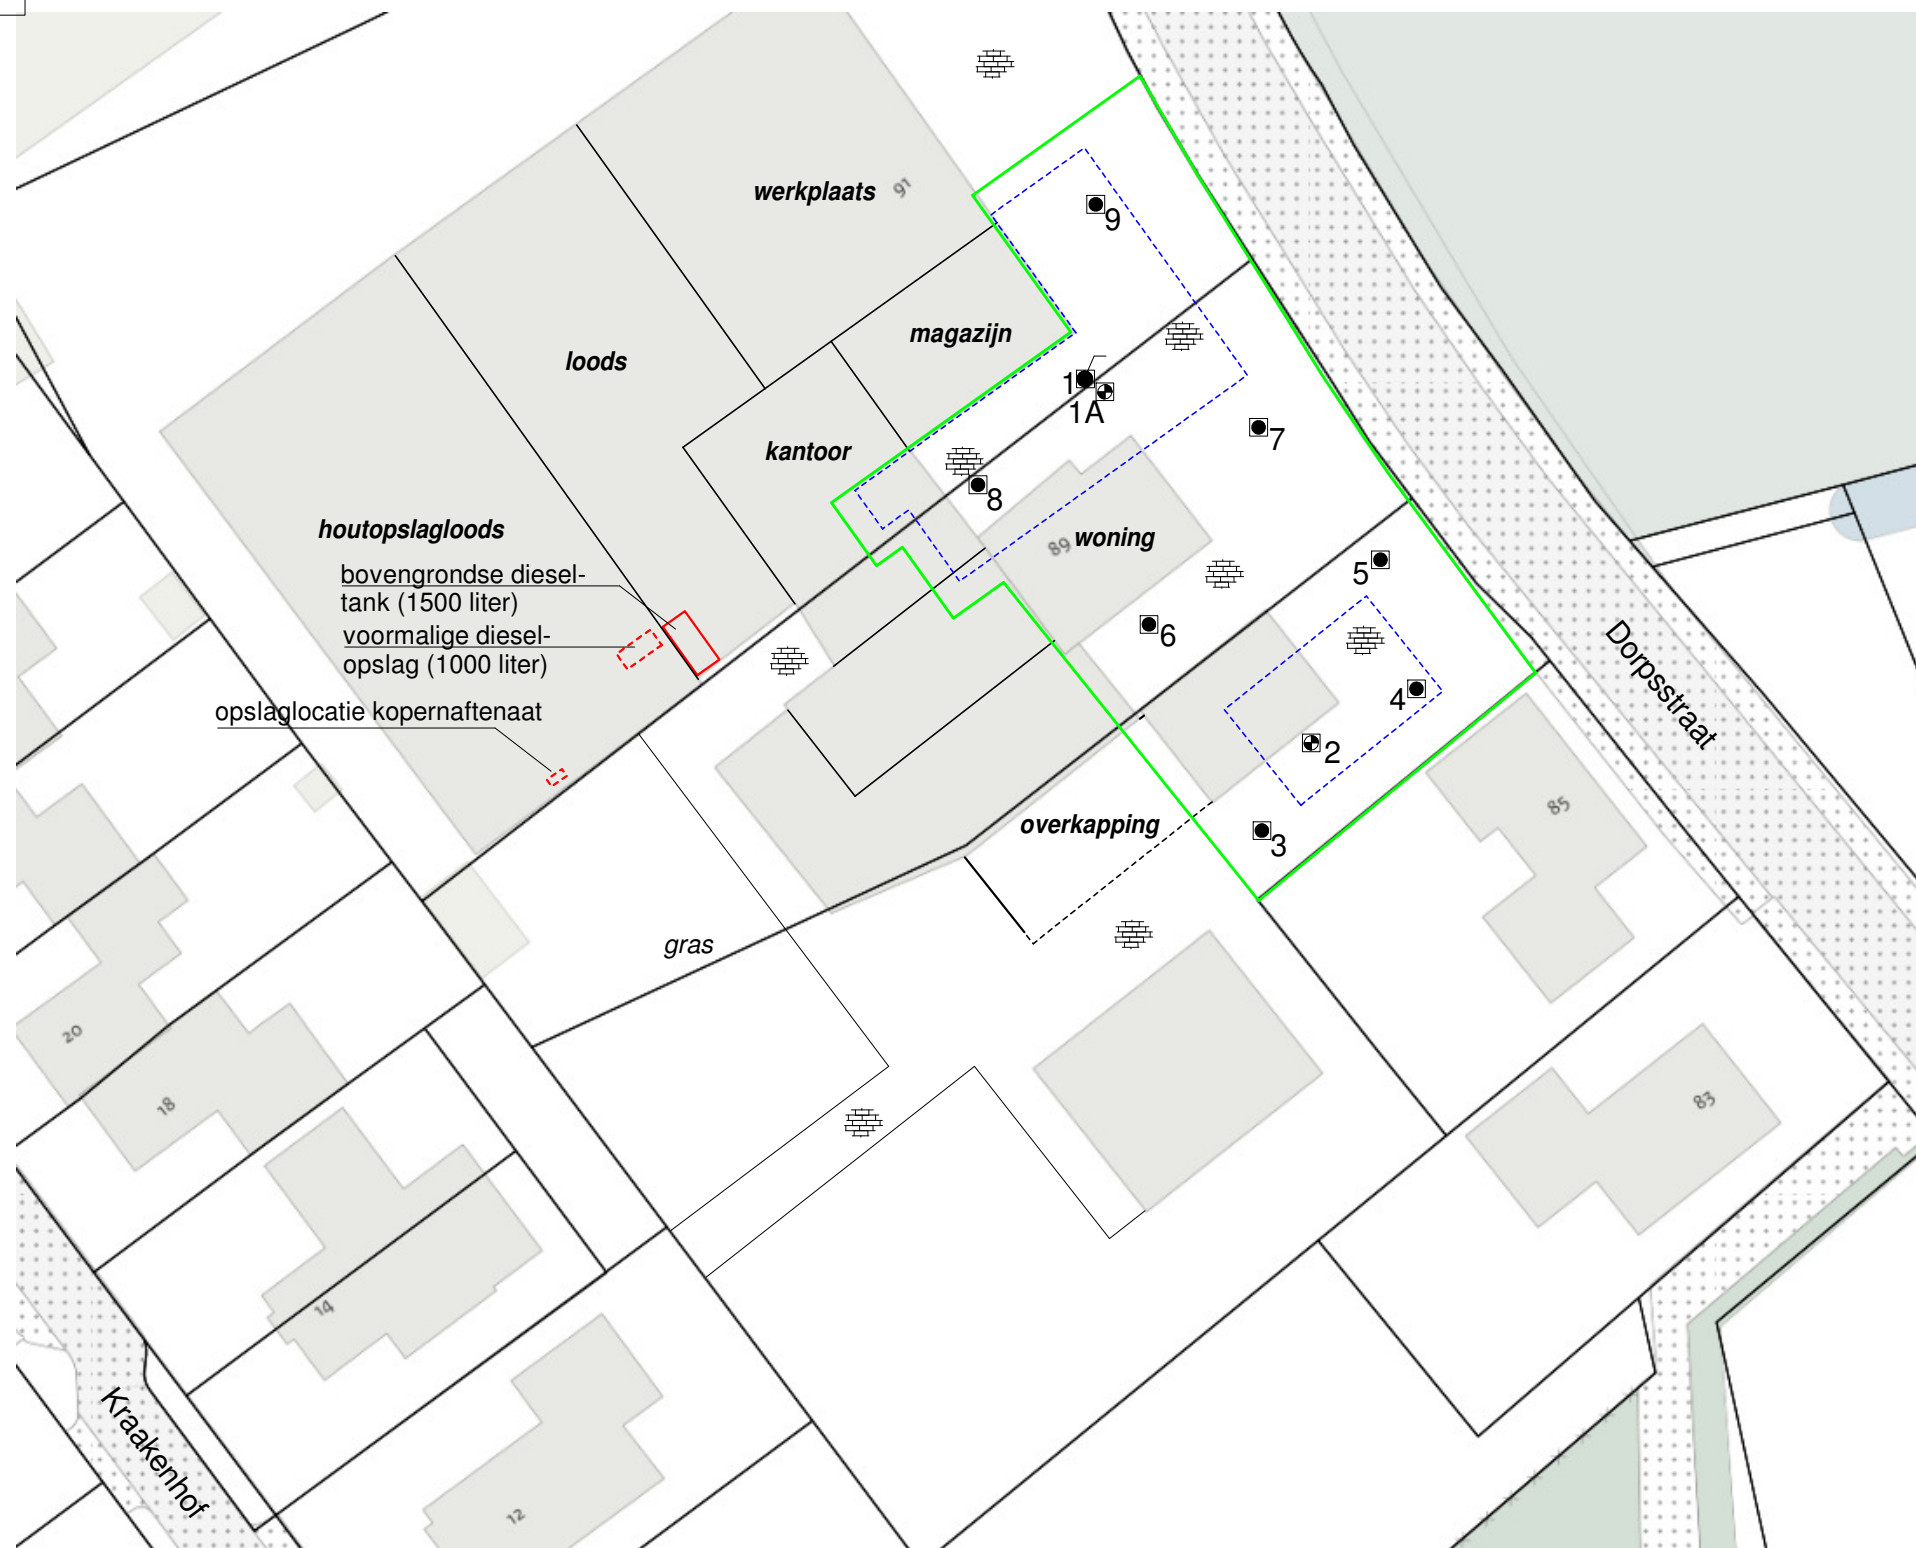 werkplaats
91
9
magazijn
loods
1
1A
7
kantoor
8
houtopslagloods
89
woning
bovengrondse diesel-
tank (1500 liter)
5
voormalige diesel-
opslag (1000 liter)
6
Dorpsstraat
4
opslaglocatie kopernaftenaat
2
85
overkapping
3
gras
20
18
83
14
Kraakenhof
12